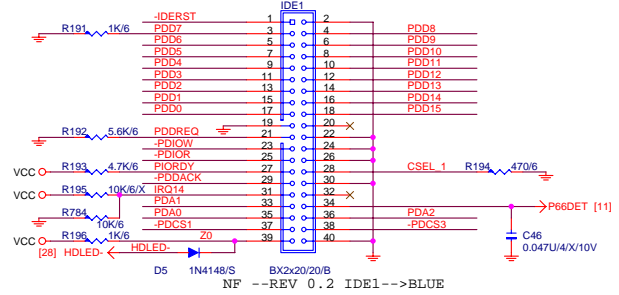 IDE1
-IDERST 1 2
R191 1K/6 PDD7 3 4 PDD8
PDD6 5 6 PDD9
PDD5 7 8 PDD10
PDD4 9 10 PDD11
PDD3 11 12 PDD12
PDD2 13 14 PDD13
PDD1 15 16 PDD14
PDD0 17 18 PDD15
19 20
R192 5.6K/6 PDDREQ 21 22
-PDIOW 23 24
-PDIOR 25 26
VCC R193 4.7K/6 PIORDY 27 28 CSEL_1 R194 470/6
-PDDACK 29 30
VCC R195 10K/6/X IRQ14 31 32
PDA1 33 34 P66DET [11]
R784 10K/6 PDA0 35 36 PDA2
-PDCS1 37 38 -PDCS3
VCC R196 1K/6 Z0 39 40
C46
0.047U/4/X/10V
[28] HDLED- HDLED-
D5 1N4148/S BX2x20/20/B
NF --REV 0.2 IDE1-->BLUE